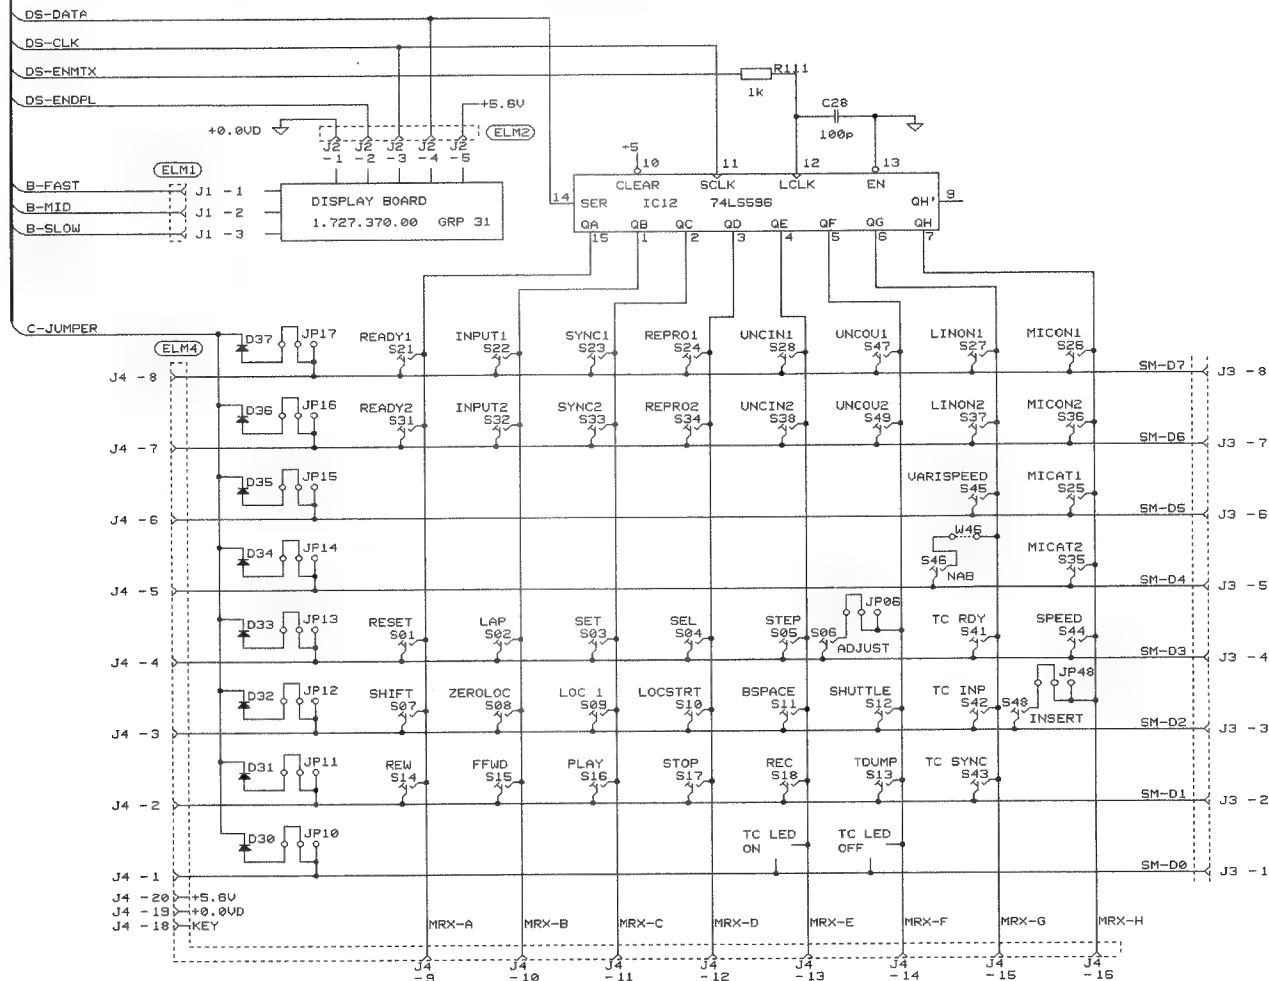 DS-DATA
DS-CLK
DS-ENMTX
R111
1k
DS-ENDPL
+5.6V
C28
100p
+0.0VD
ELM2
J2 -1
J2 -2
J2 -3
J2 -4
J2 -5
+5
10
11
12
13
ELM1
CLEAR
SCLK
LCLK
EN
B-FAST
J1 -1
DISPLAY BOARD
14
SER
IC12
74LS596
QH'
9
B-MID
J1 -2
1.727.370.00 GRP 31
QA
QB
QC
QD
QE
QF
QG
QH
B-SLOW
J1 -3
15
1
2
3
4
5
6
7
C-JUMPER
ELM4
D37
JP17
READY1
S21
INPUT1
S22
SYNC1
S23
REPRO1
S24
UNCIN1
S28
UNCOU1
S47
LINON1
S27
MICON1
S26
J4 -8
SM-D7
J3 -8
D36
JP16
READY2
S31
INPUT2
S32
SYNC2
S33
REPRO2
S34
UNCIN2
S38
UNCOU2
S49
LINON2
S37
MICON2
S36
J4 -7
SM-D6
J3 -7
D35
JP15
VARISPEED
S45
MICAT1
S25
J4 -6
SM-D5
J3 -6
D34
JP14
W46
S46
NAB
MICAT2
S35
J4 -5
SM-D4
J3 -5
D33
JP13
RESET
S01
LAP
S02
SET
S03
SEL
S04
STEP
S05
S06
JP06
ADJUST
TC RDY
S41
SPEED
S44
J4 -4
SM-D3
J3 -4
D32
JP12
SHIFT
S07
ZEROLOC
S08
LOC 1
S09
LOCSTRT
S10
BSPACE
S11
SHUTTLE
S12
TC INP
S42
S48
JP48
INSERT
J4 -3
SM-D2
J3 -3
D31
JP11
REW
S14
FFWD
S15
PLAY
S16
STOP
S17
REC
S18
TDUMP
S13
TC SYNC
S43
J4 -2
SM-D1
J3 -2
D30
JP10
TC LED
ON
TC LED
OFF
J4 -1
SM-D0
J3 -1
J4 -20 +5.6V
J4 -19 +0.0VD
J4 -18 KEY
MRX-A
MRX-B
MRX-C
MRX-D
MRX-E
MRX-F
MRX-G
MRX-H
J4 -9
J4 -10
J4 -11
J4 -12
J4 -13
J4 -14
J4 -15
J4 -16